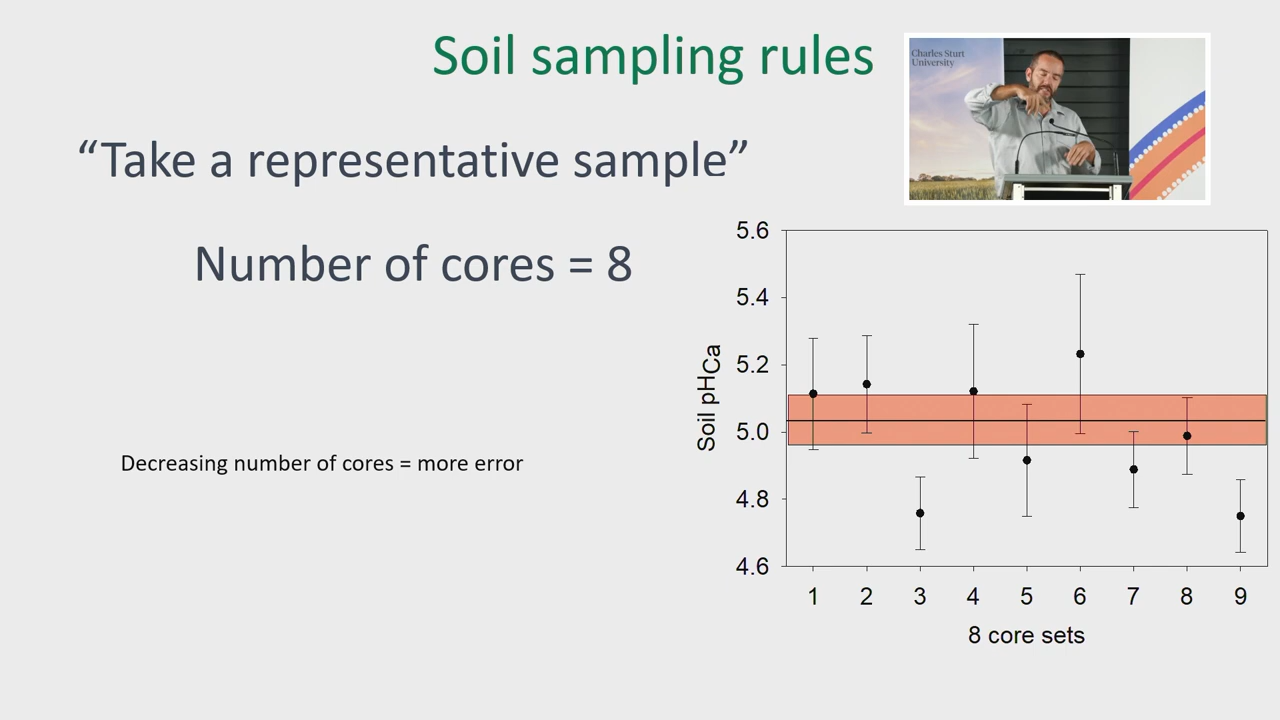 Soil sampling rules
Charles Sturt
University
“Take a representative sample”
Number of cores = 8
Decreasing number of cores = more error
Soil pHCa
5.6
5.4
5.2
5.0
4.8
4.6
1 2 3 4 5 6 7 8 9
8 core sets